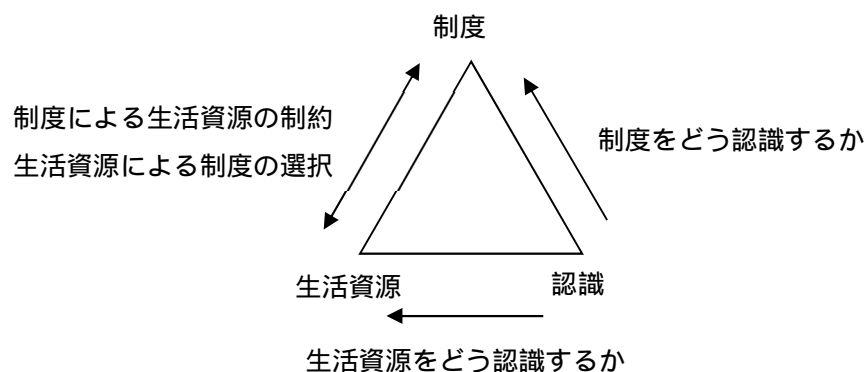 制度
制度による生活資源の制約
生活資源による制度の選択
制度をどう認識するか
生活資源
認識
生活資源をどう認識するか